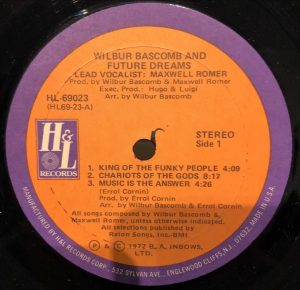 WILBUR BASCOMB AND
FUTURE DREAMS
LEAD VOCALIST: MAXWELL ROMER
Prod. by Wilbur Bascomb & Maxwell Romer
Exec. Prod.: Hugo & Luigi
Arr. by Wilbur Bascomb
HL-69023
(HL69-23-A)
H&L
RECORDS
STEREO
Side 1
1. KING OF THE FUNKY PEOPLE 4:09
2. CHARIOTS OF THE GODS 8:17
3. MUSIC IS THE ANSWER 4:26
(Errol Cornin)
Prod. by Errol Cornin
Arr. by Wilbur Bascomb & Errol Cornin
All songs composed by Wilbur Bascomb &
Maxwell Romer, unless otherwise indicated.
All selections published by
Raton Songs, Inc.-BMI
Ⓟ & © 1977 B.A. INBOWS,
LTD.
MANUFACTURED BY H&L RECORDS CORP. - 532 SYLVAN AVE., ENGLEWOOD CLIFFS, N.J. 07632, MADE IN U.S.A.